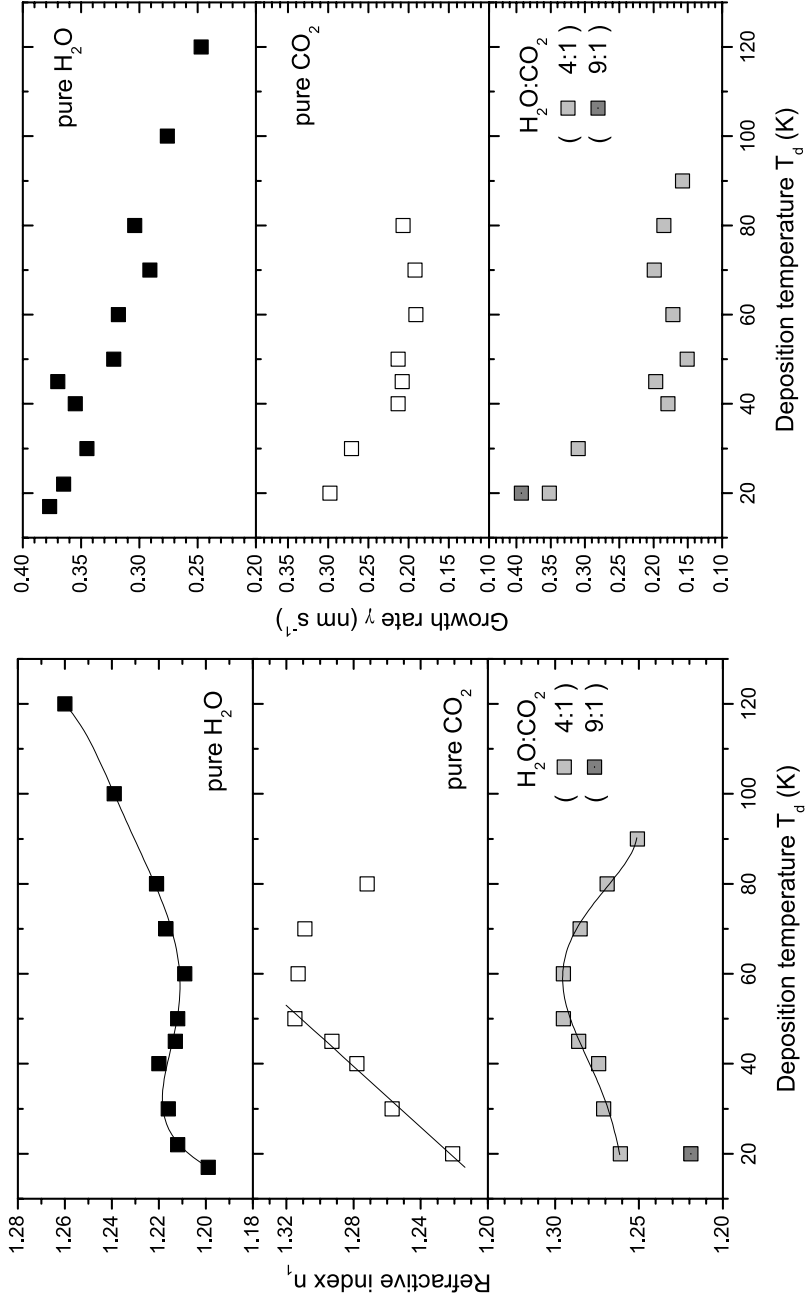 1.28
1.26
1.24
1.22
1.20
1.18
pure H2O
1.32
1.28
1.24
1.20
pure CO2
1.30
1.25
1.20
H2O:CO2
( 4:1 )
( 9:1 )
20 40 60 80 100 120
Deposition temperature Td (K)
Refractive index n1
0.40
0.35
0.30
0.25
0.20
pure H2O
0.35
0.30
0.25
0.20
0.15
0.10
pure CO2
0.40
0.35
0.30
0.25
0.20
0.15
0.10
H2O:CO2
( 4:1 )
( 9:1 )
20 40 60 80 100 120
Deposition temperature Td (K)
Growth rate γ (nm s-1)